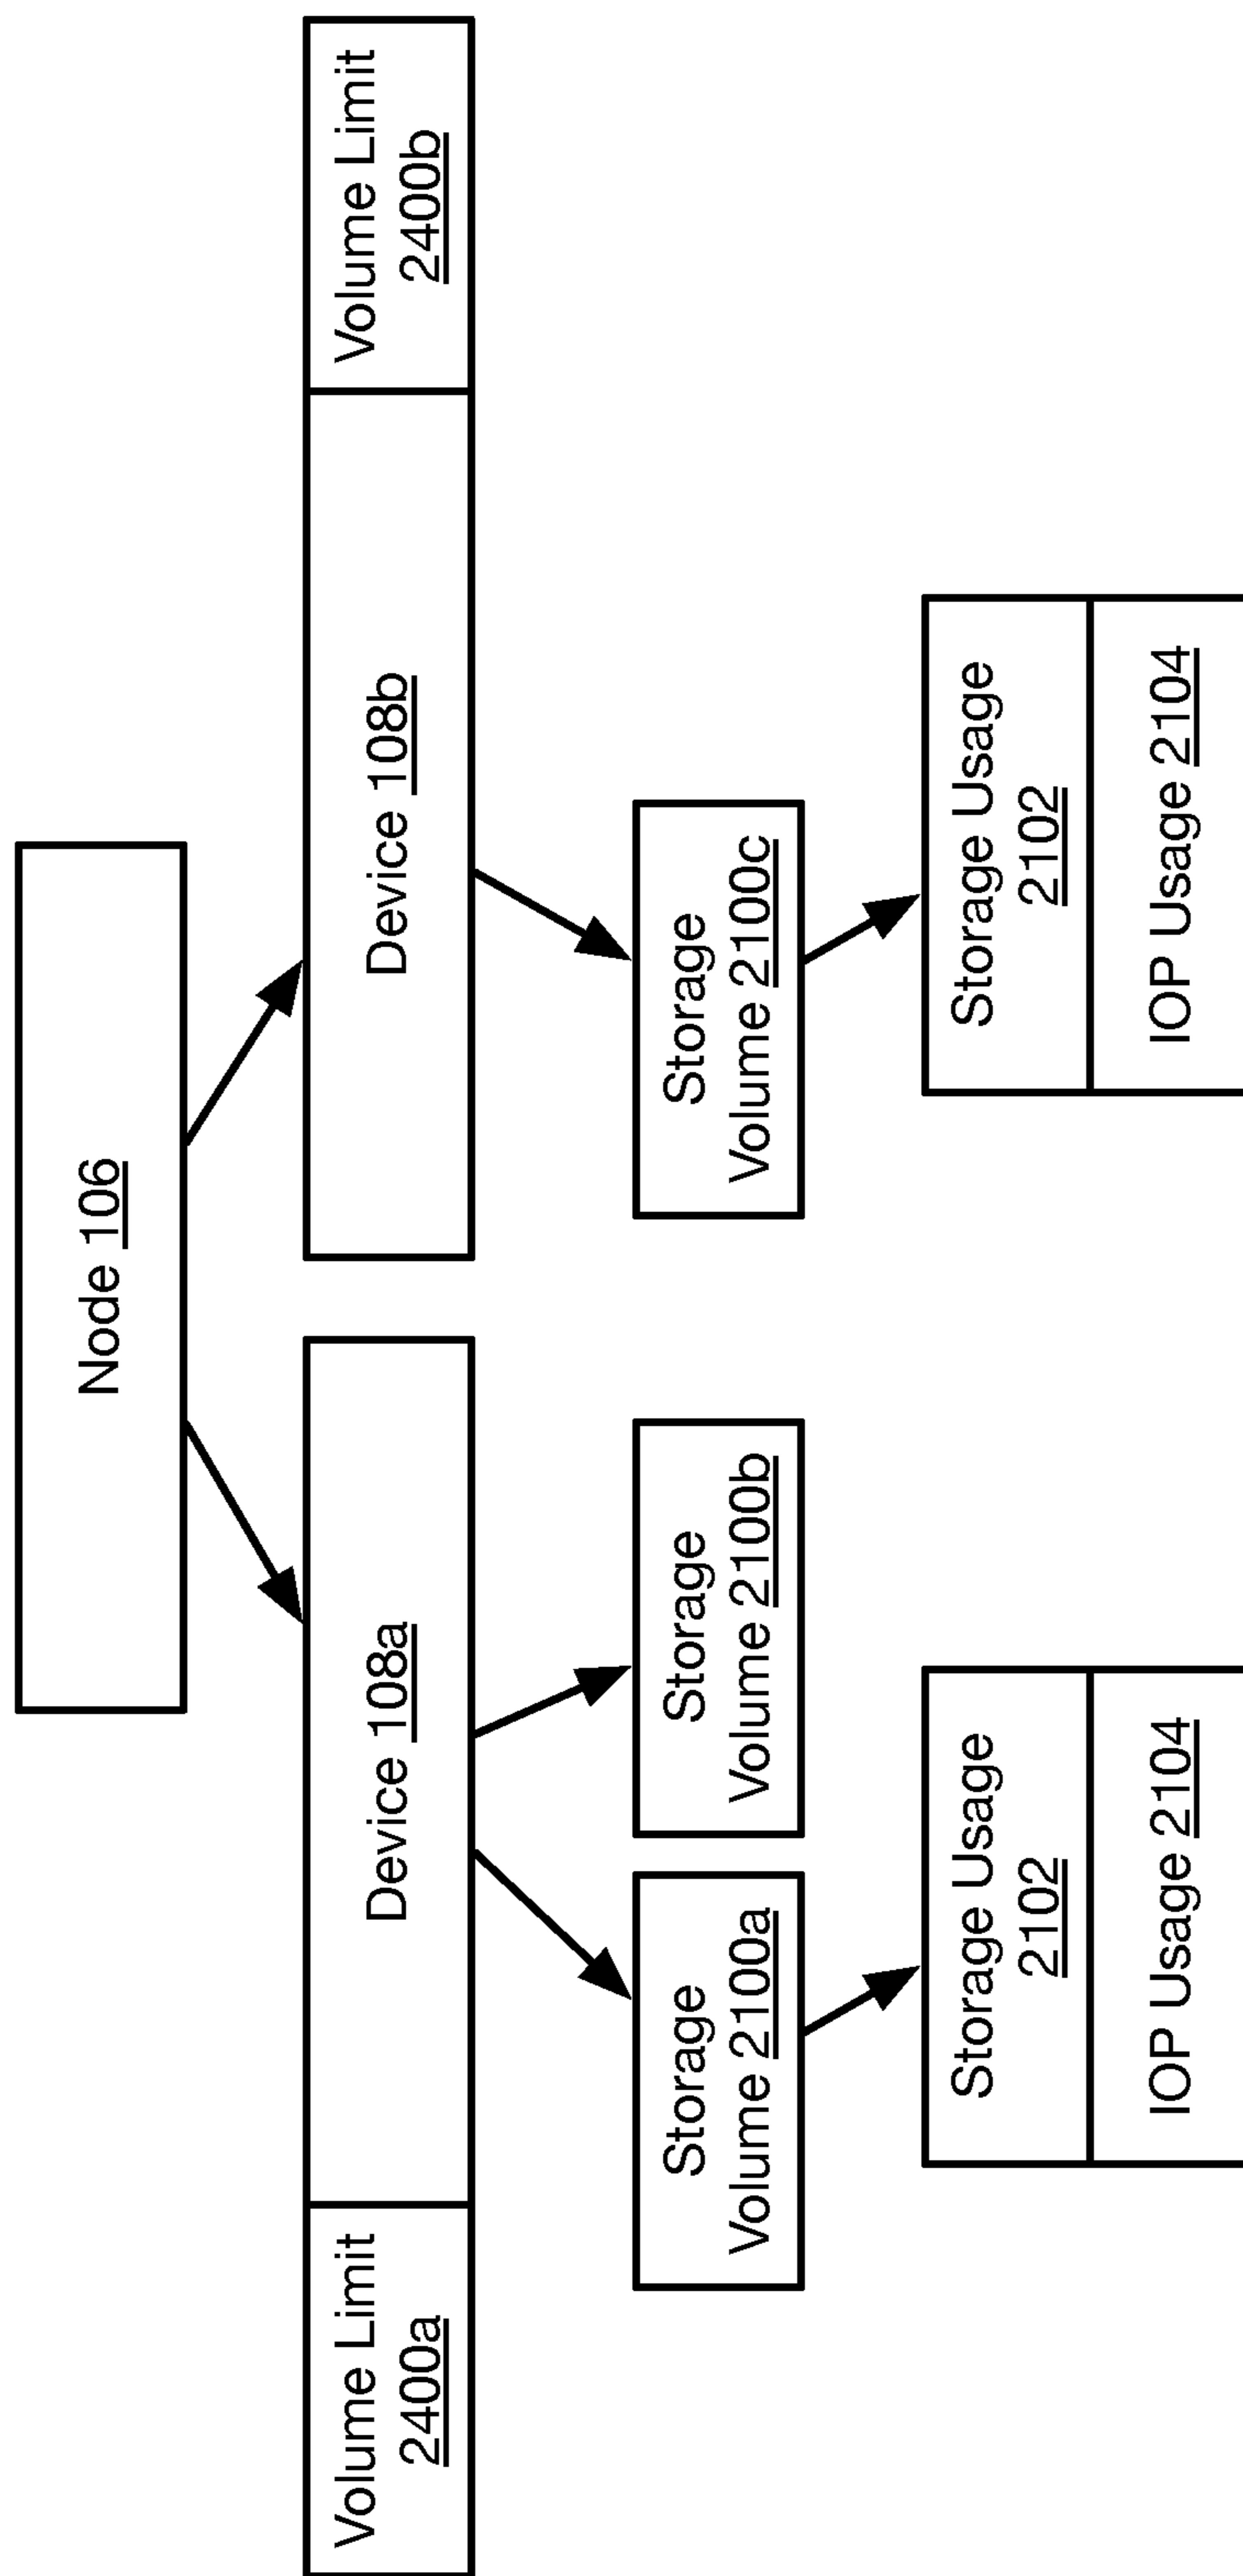 Node 106
Volume Limit
2400a
Device 108a
Device 108b
Volume Limit
2400b
Storage
Volume 2100a
Storage
Volume 2100b
Storage
Volume 2100c
Storage Usage
2102
IOP Usage 2104
Storage Usage
2102
IOP Usage 2104